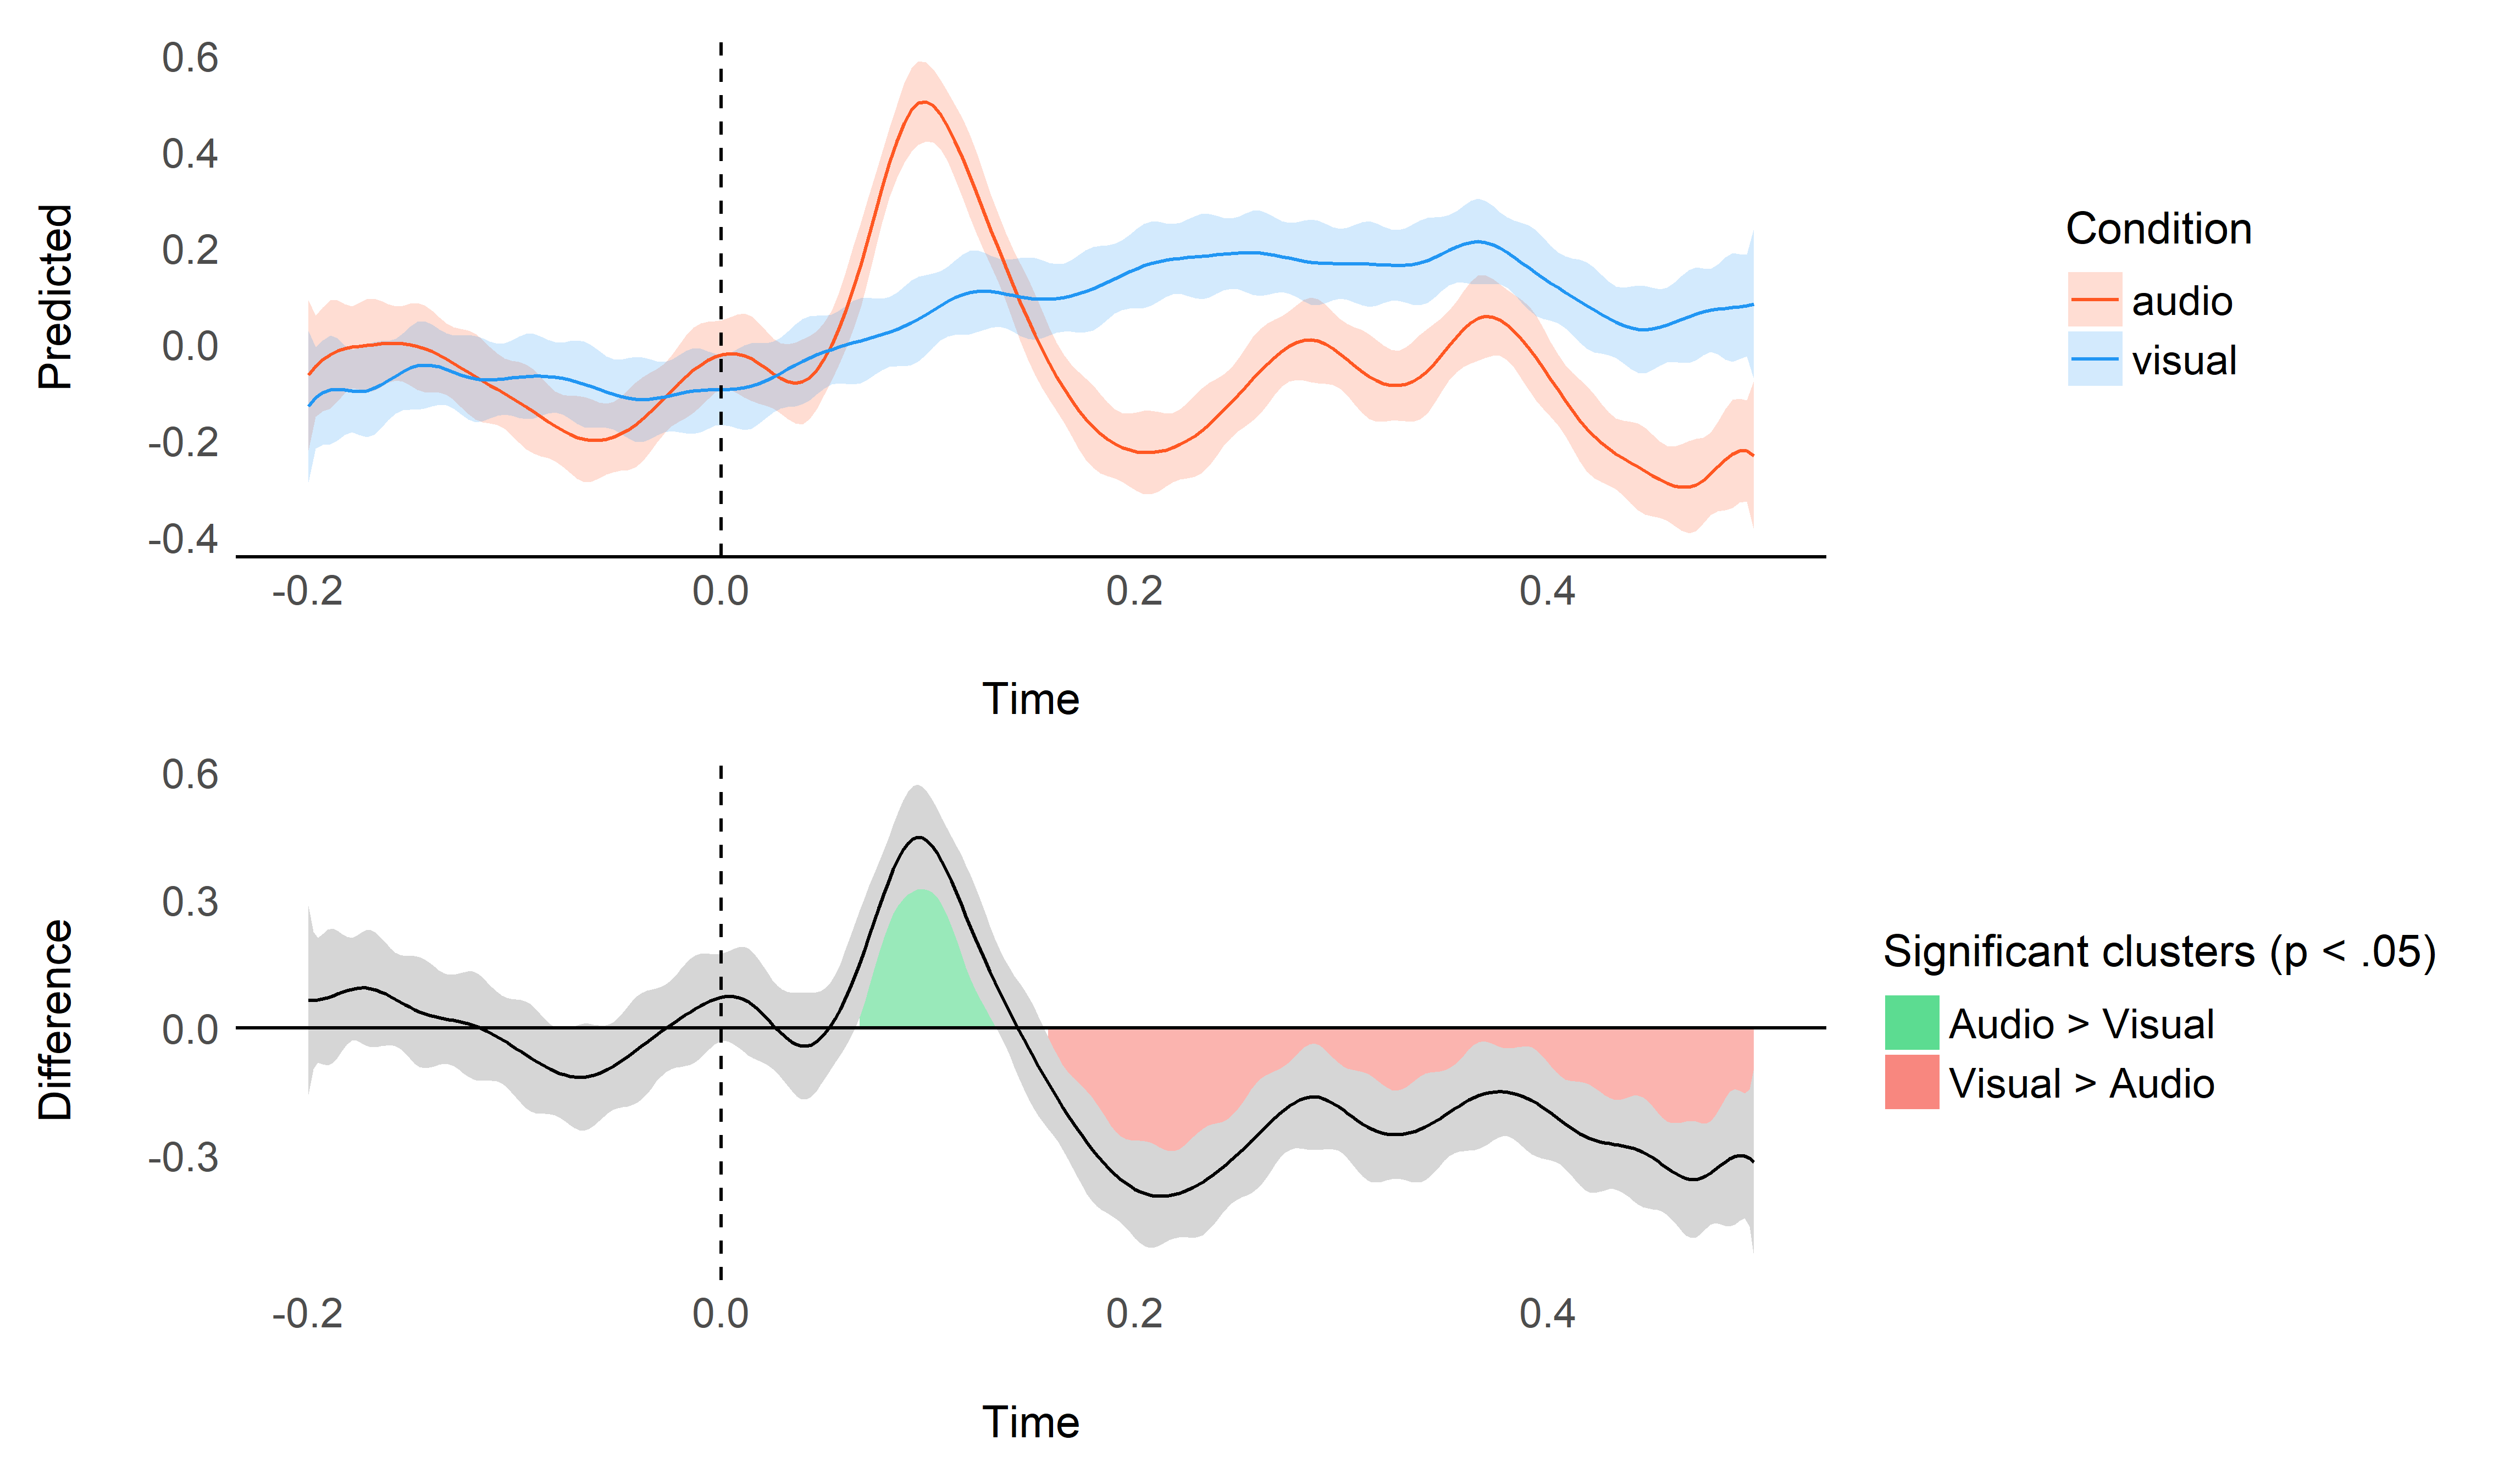 0.6
0.4
0.2
0.0
-0.2
-0.4
Predicted
-0.2 0.0 0.2 0.4
Time
Condition
audio
visual
0.6
0.3
0.0
-0.3
Difference
-0.2 0.0 0.2 0.4
Time
Significant clusters (p < .05)
Audio > Visual
Visual > Audio